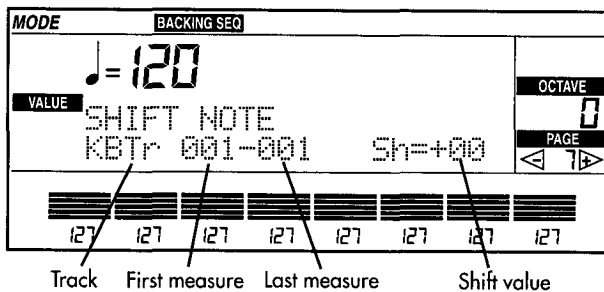 MODE BACKING SEQ
♩=120
OCTAVE
VALUE
0
SHIFT NOTE
PAGE
KBTr 001-001 Sh=+00
- 7 +
127 127 127 127 127 127 127 127
Track First measure Last measure Shift value